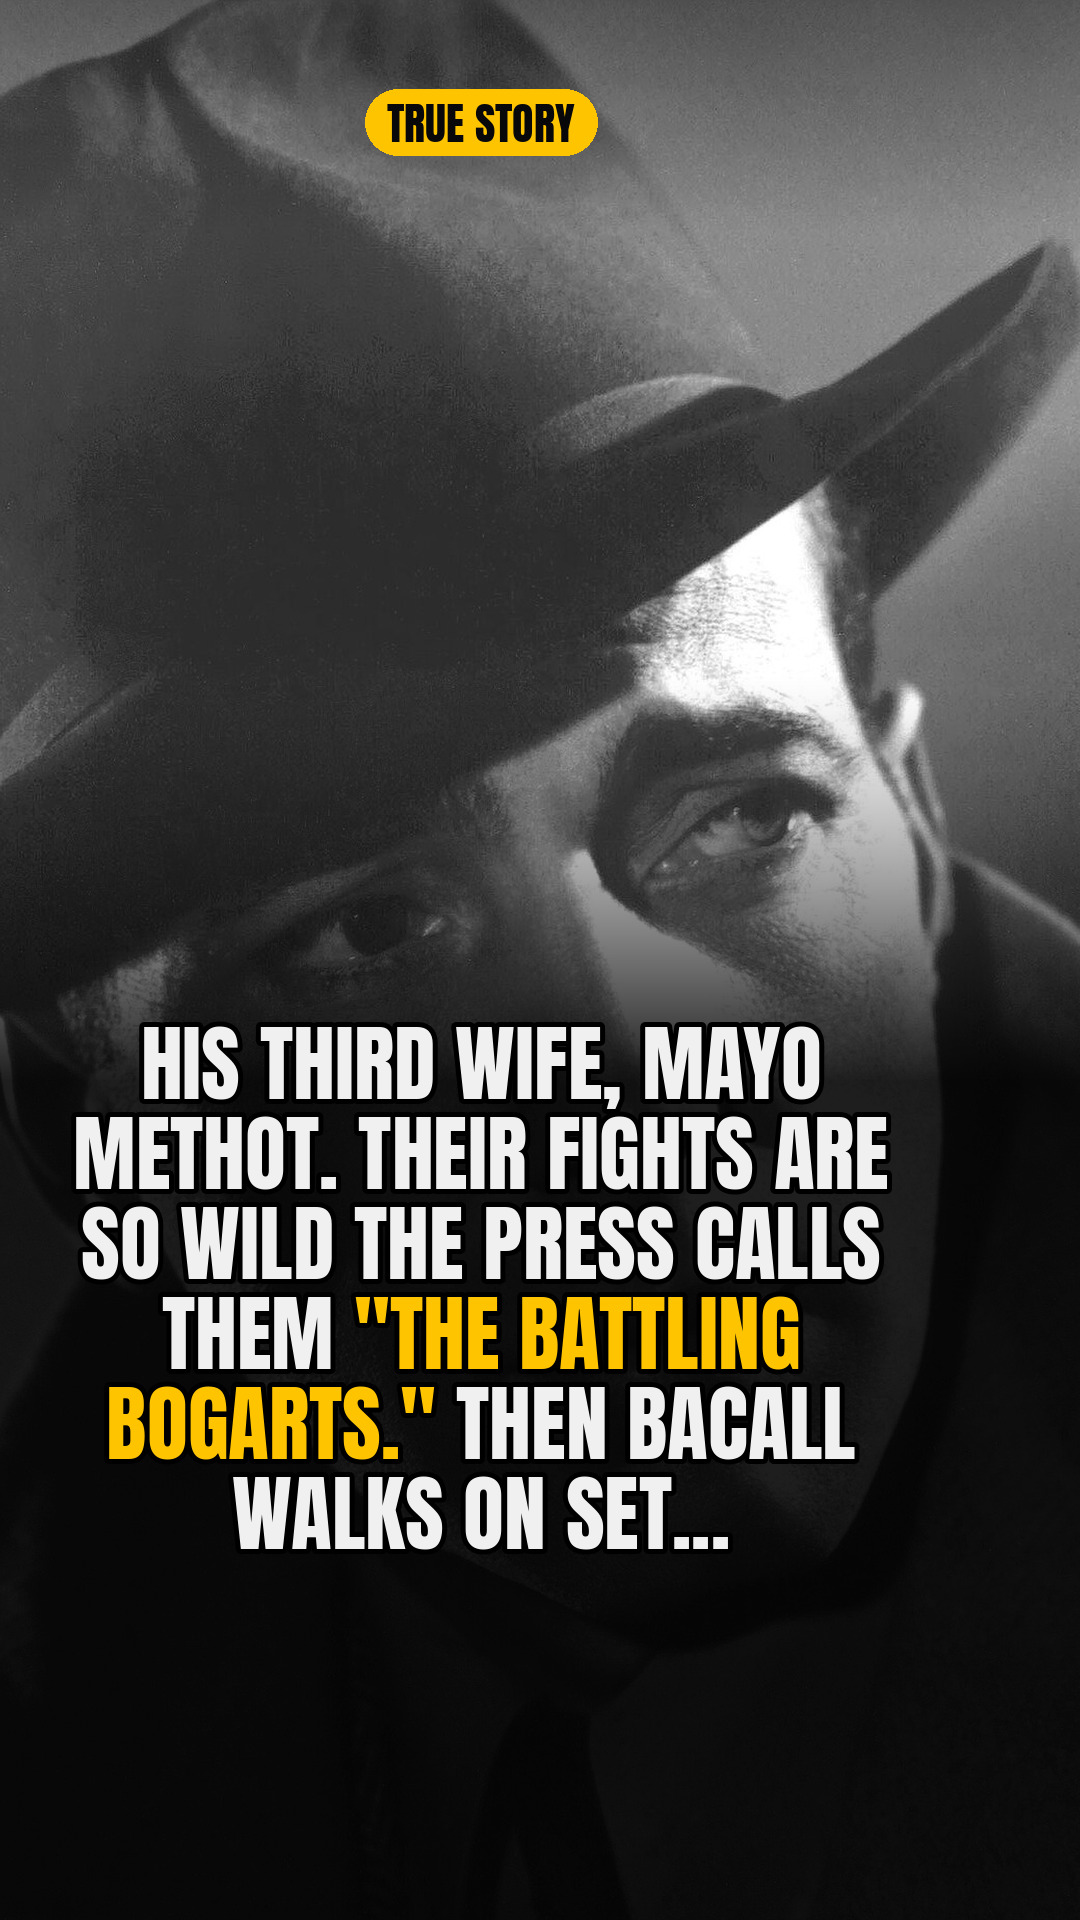 TRUE STORY
HIS THIRD WIFE, MAYO
METHOT. THEIR FIGHTS ARE
SO WILD THE PRESS CALLS
THEM "THE BATTLING
BOGARTS." THEN BACALL
WALKS ON SET...